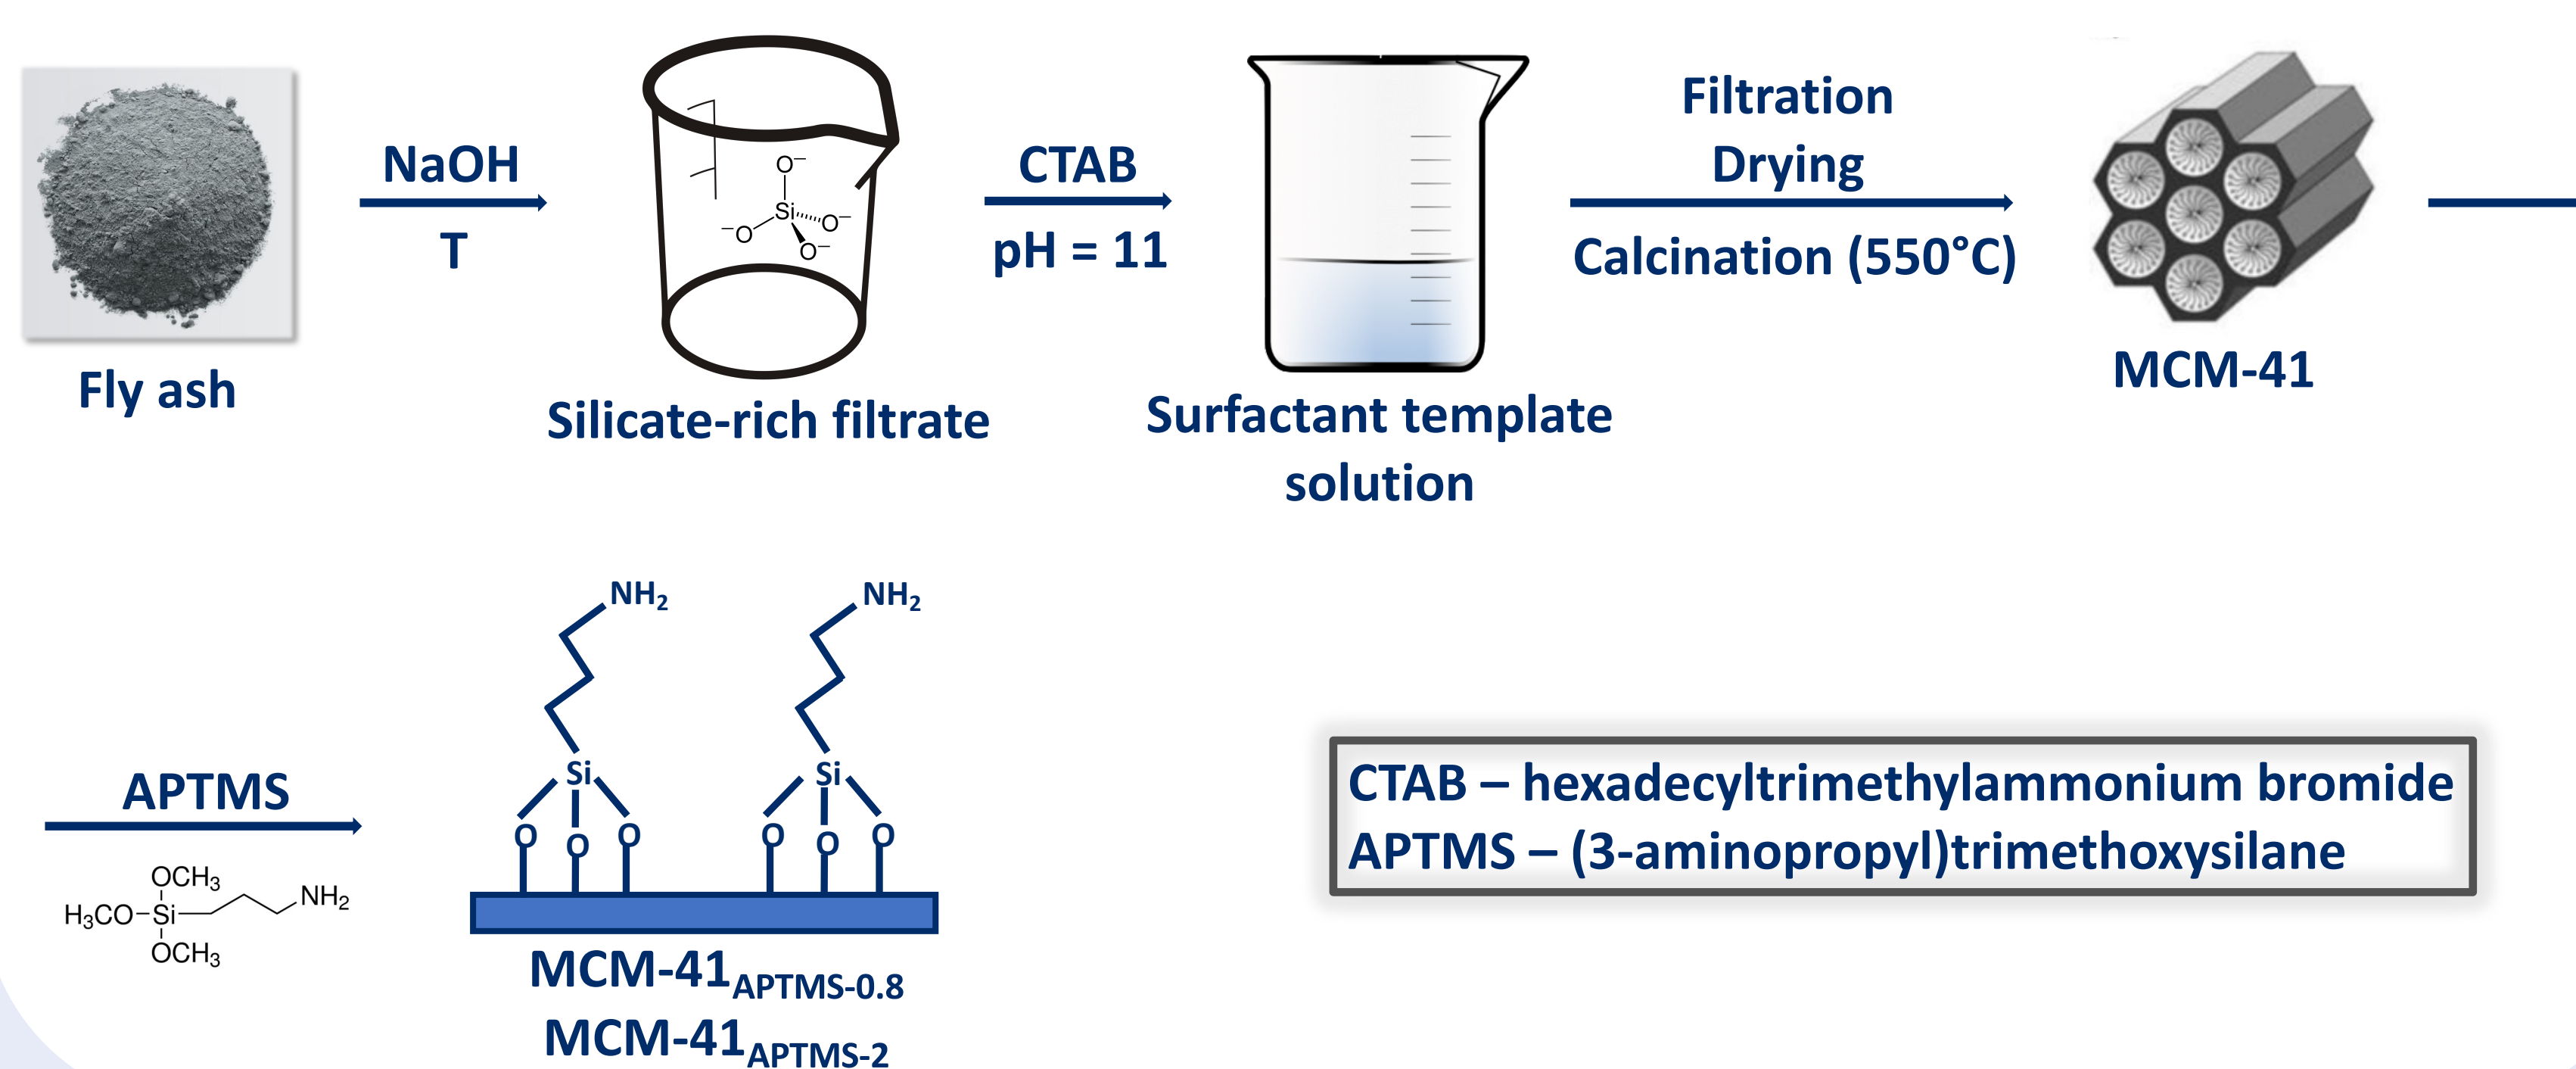 Fly ash
NaOH
T
O⁻
Si
⁻O
O⁻
O⁻
Silicate-rich filtrate
CTAB
pH = 11
Surfactant template
solution
Filtration
Drying
Calcination (550°C)
MCM-41
APTMS
OCH₃
H₃CO-Si
NH₂
OCH₃
NH₂
NH₂
Si
Si
O O O
O O O
MCM-41APTMS-0.8
MCM-41APTMS-2
CTAB – hexadecyltrimethylammonium bromide
APTMS – (3-aminopropyl)trimethoxysilane